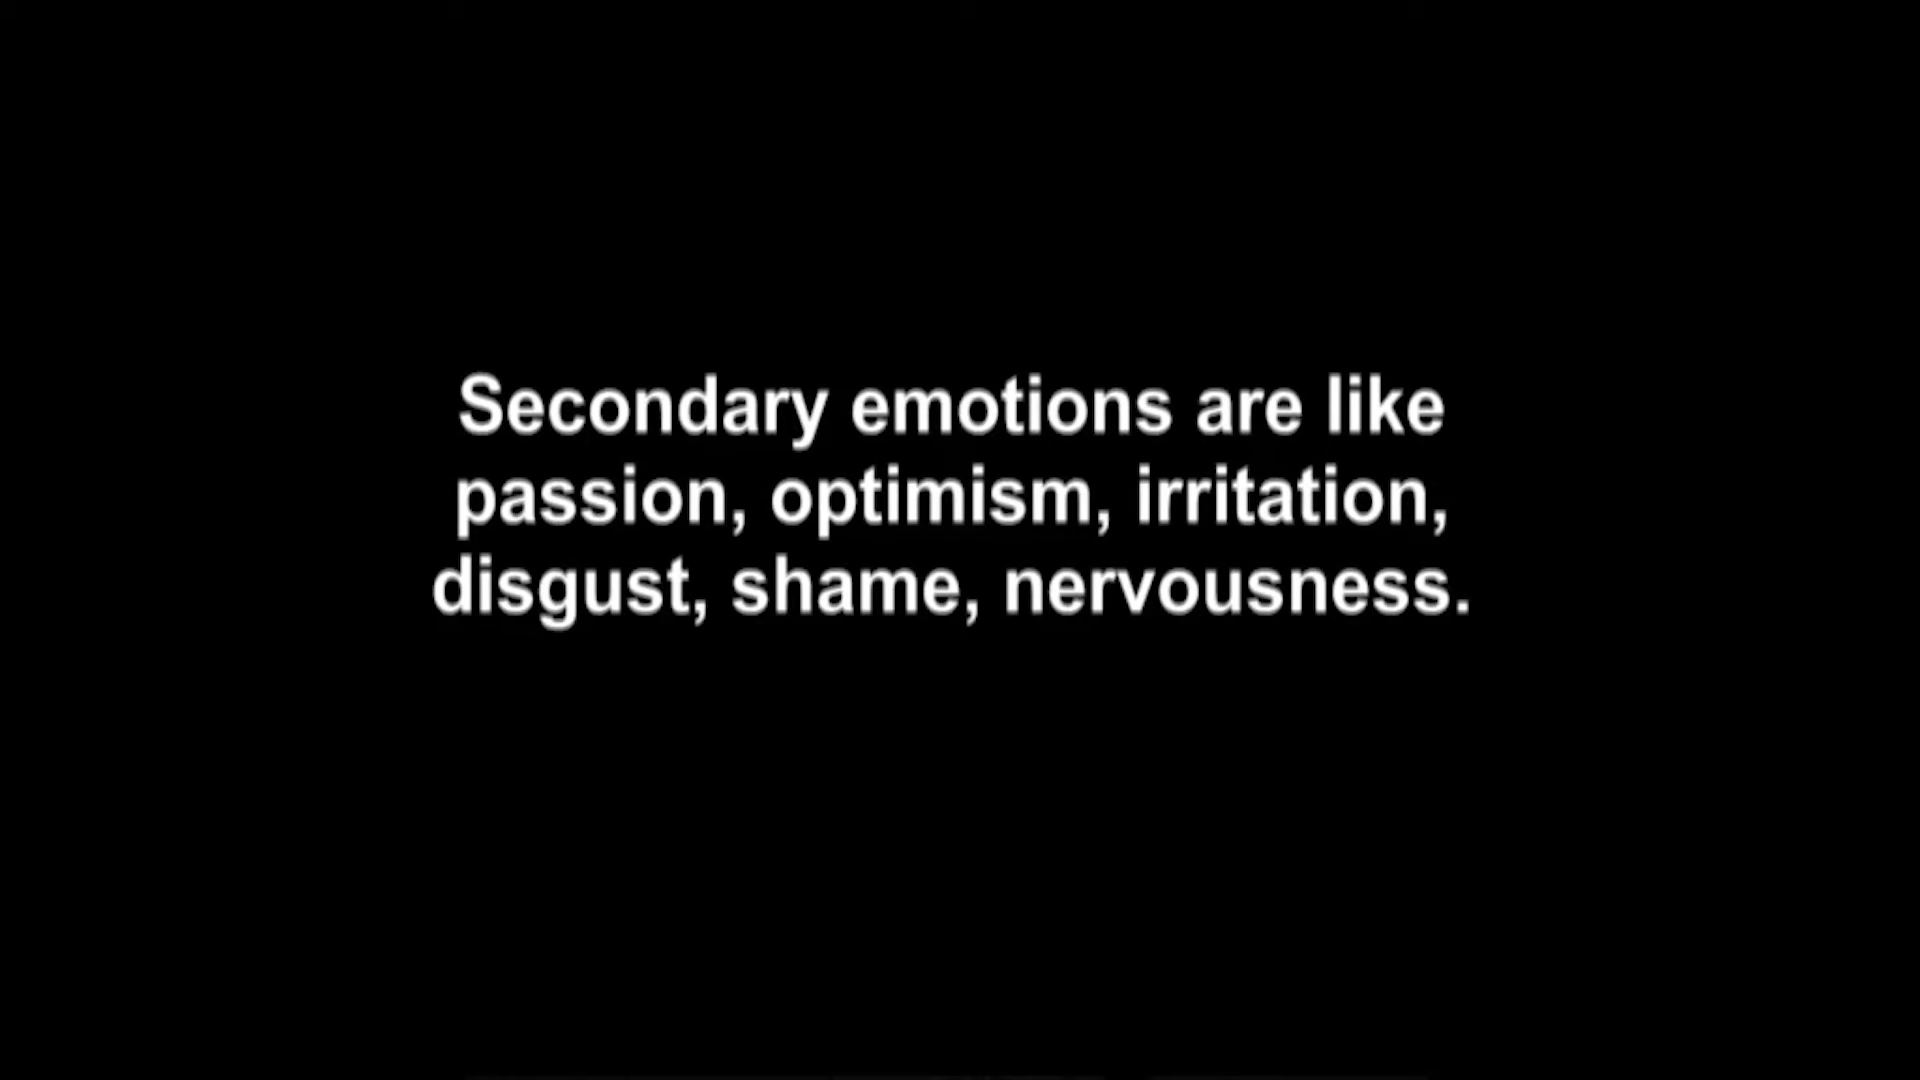 Secondary emotions are like
passion, optimism, irritation,
disgust, shame, nervousness.